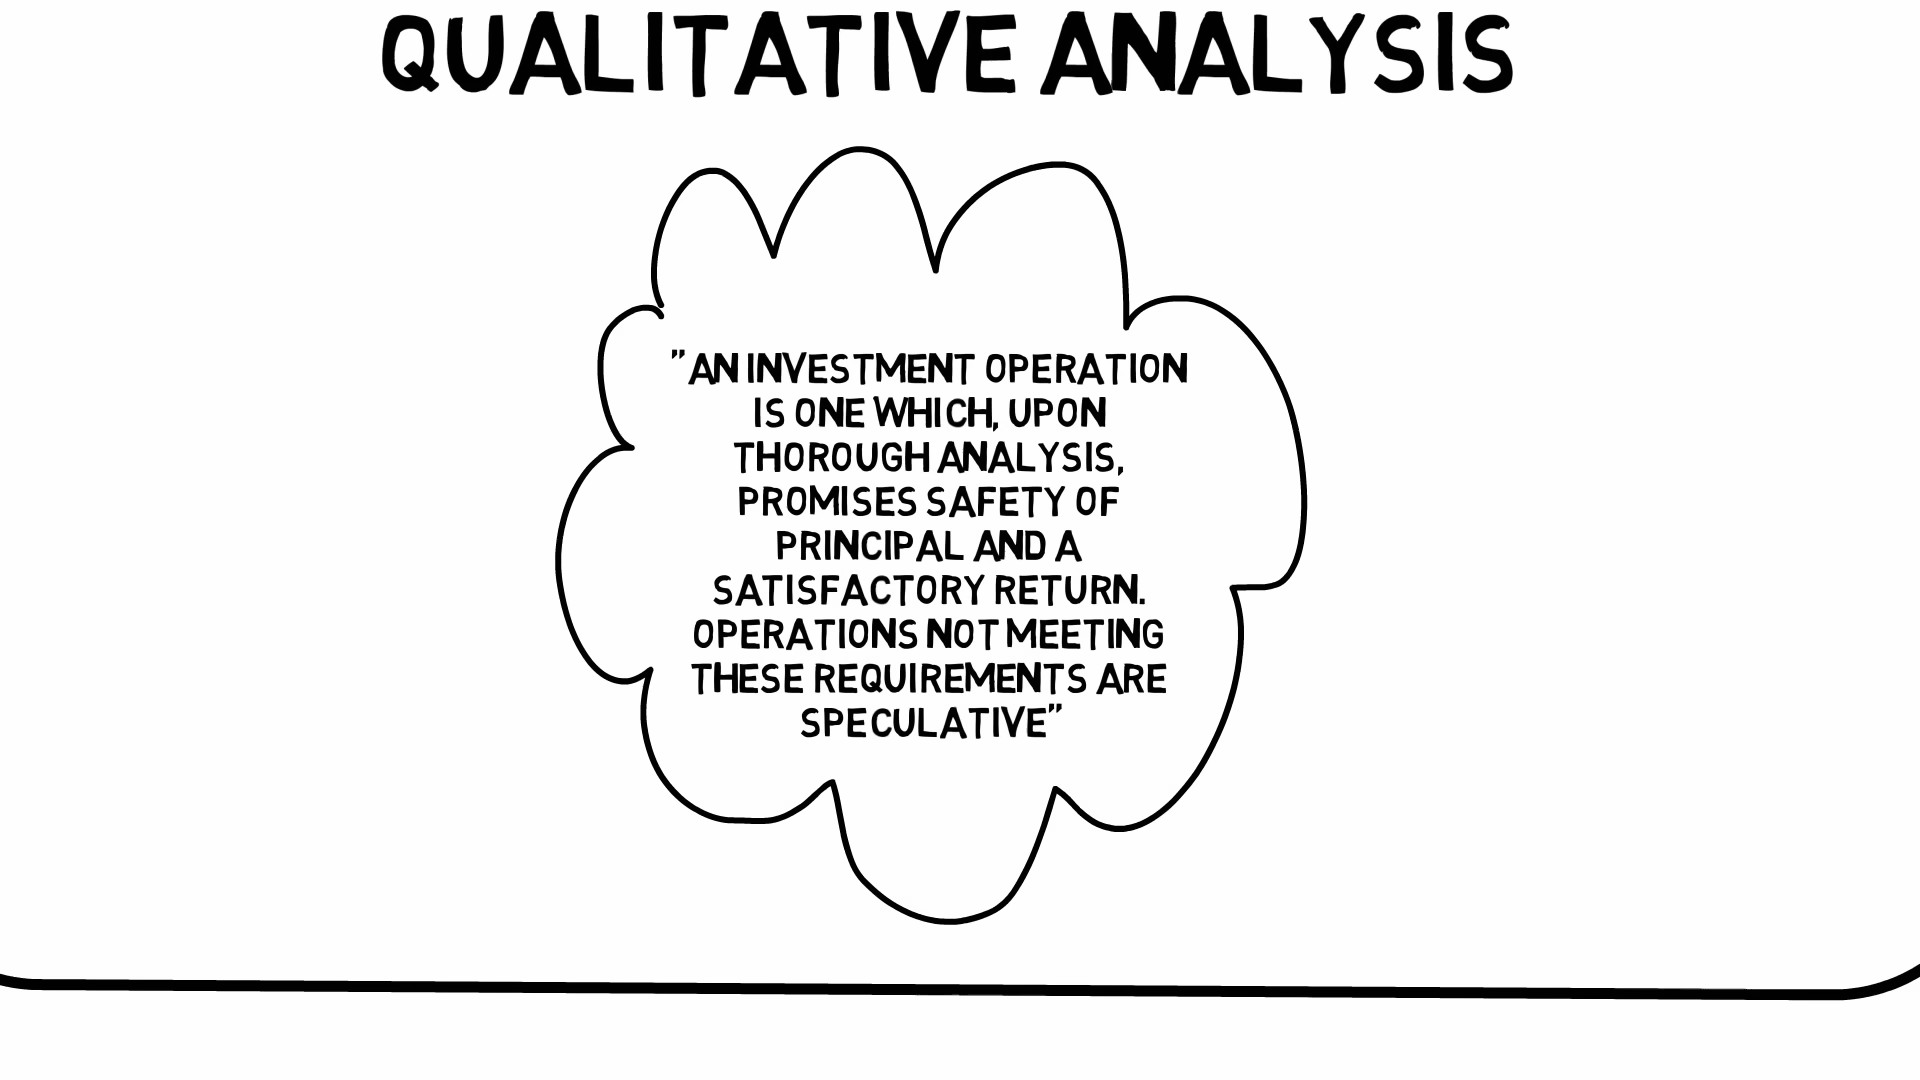 QUALITATIVE ANALYSIS
"AN INVESTMENT OPERATION
IS ONE WHICH, UPON
THOROUGH ANALYSIS,
PROMISES SAFETY OF
PRINCIPAL AND A
SATISFACTORY RETURN.
OPERATIONS NOT MEETING
THESE REQUIREMENTS ARE
SPECULATIVE"